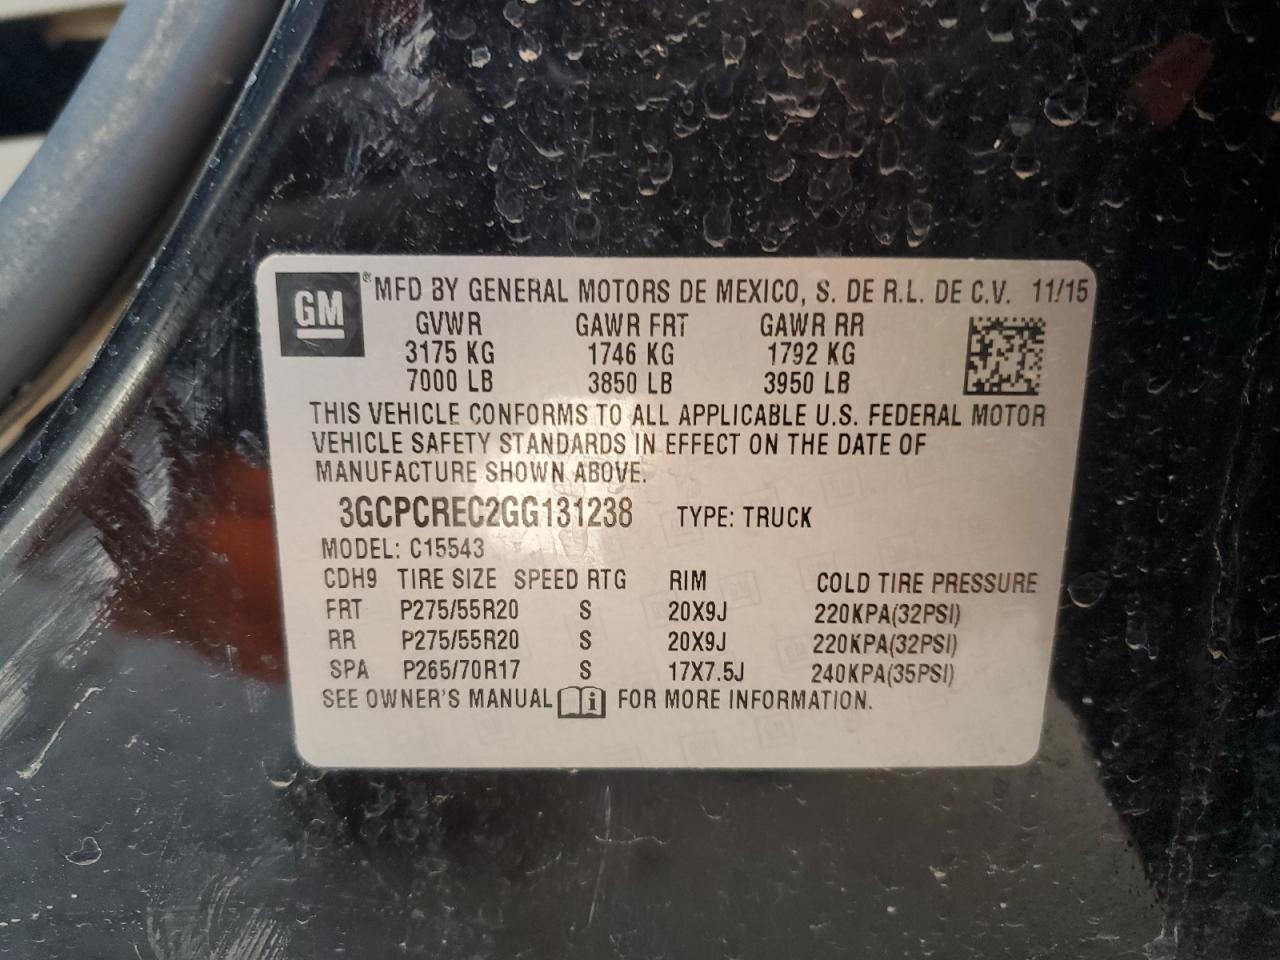 GM ® MFD BY GENERAL MOTORS DE MEXICO, S. DE R.L. DE C.V. 11/15
GVWR GAWR FRT GAWR RR
3175 KG 1746 KG 1792 KG
7000 LB 3850 LB 3950 LB
THIS VEHICLE CONFORMS TO ALL APPLICABLE U.S. FEDERAL MOTOR
VEHICLE SAFETY STANDARDS IN EFFECT ON THE DATE OF
MANUFACTURE SHOWN ABOVE.
3GCPCREC2GG131238 TYPE: TRUCK
MODEL: C15543
CDH9 TIRE SIZE SPEED RTG RIM COLD TIRE PRESSURE
FRT P275/55R20 S 20X9J 220KPA(32PSI)
RR P275/55R20 S 20X9J 220KPA(32PSI)
SPA P265/70R17 S 17X7.5J 240KPA(35PSI)
SEE OWNER'S MANUAL i FOR MORE INFORMATION.